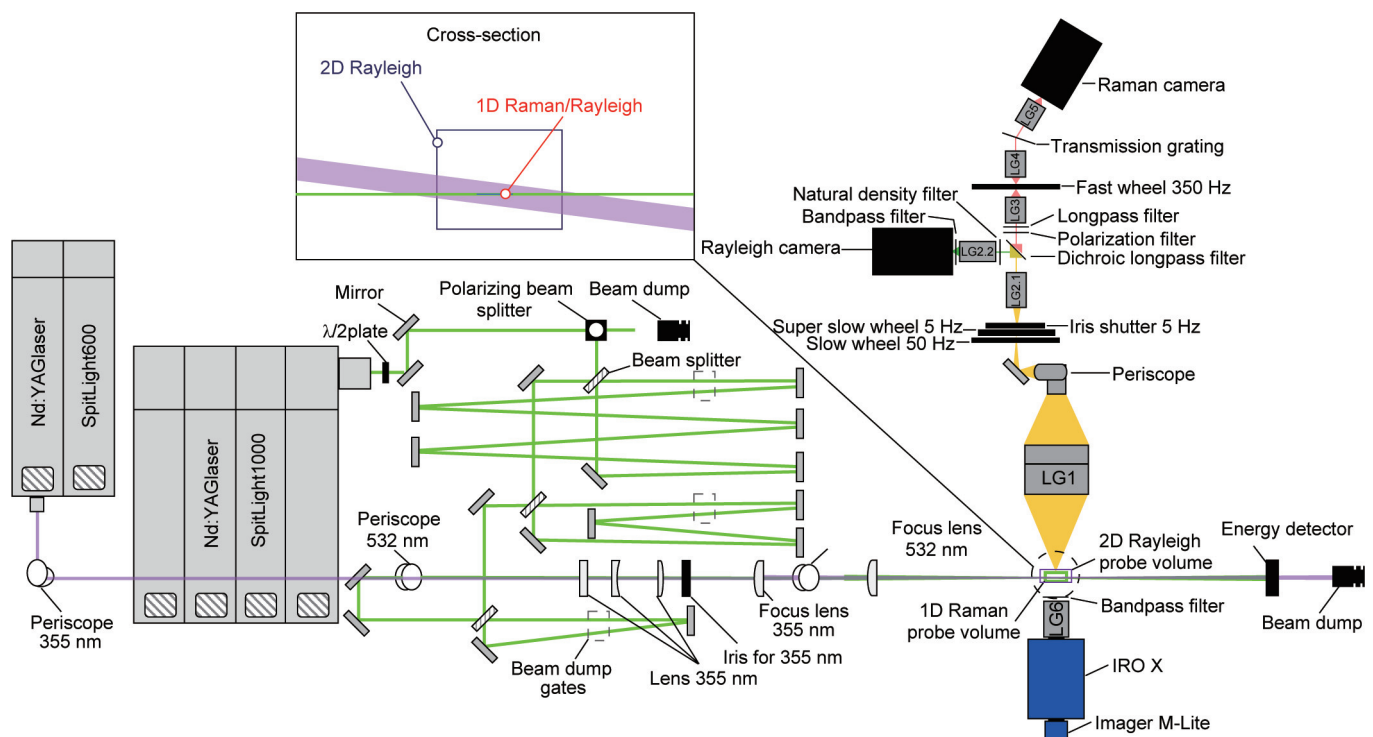 Cross-section
2D Rayleigh
1D Raman/Rayleigh
Raman camera
LG5
Transmission grating
LG4
Fast wheel 350 Hz
Natural density filter
LG3
Bandpass filter
Longpass filter
Polarization filter
Rayleigh camera
LG2.2
Dichroic longpass filter
LG2.1
Super slow wheel 5 Hz
Iris shutter 5 Hz
Slow wheel 50 Hz
Periscope
LG1
Mirror
Polarizing beam
splitter
Beam dump
λ/2plate
Beam splitter
Nd:YAGlaser
SpitLight600
Nd:YAGlaser
SpitLight1000
Periscope
532 nm
Focus lens
532 nm
Energy detector
2D Rayleigh
probe volume
Periscope
355 nm
Focus lens
355 nm
1D Raman
probe volume
Bandpass filter
LG6
Beam dump
Iris for 355 nm
Beam dump
gates
Lens 355 nm
IRO X
Imager M-Lite